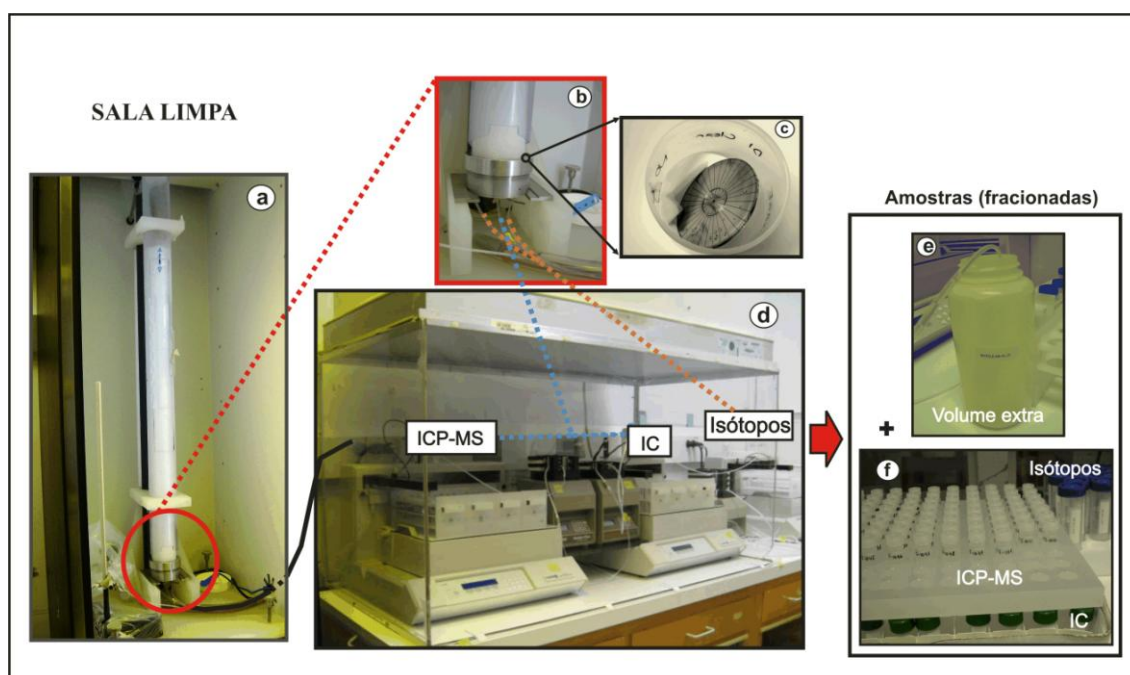 SALA LIMPA
a
b
c
Amostras (fracionadas)
e
Volume extra
+
d
ICP-MS
IC
Isótopos
f
Isótopos
ICP-MS
IC